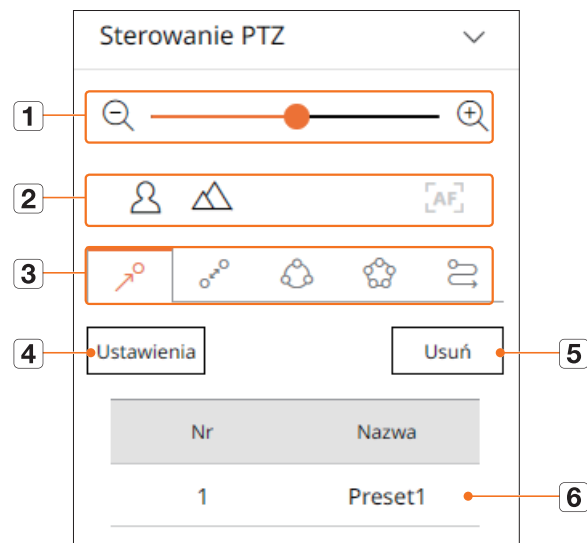 Sterowanie PTZ
1
2
AF
3
4 Ustawienia Usuń 5
Nr Nazwa
1 Preset1 6